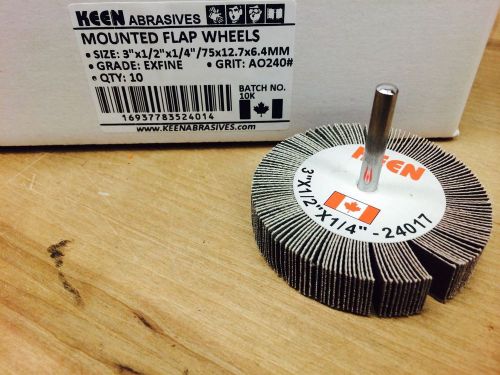 KEEN ABRASIVES
MOUNTED FLAP WHEELS
• SIZE: 3"x1/2"x1/4"/75x12.7x6.4MM
• GRADE: EXFINE • GRIT: AO240#
• QTY: 10
BATCH NO.
10K
16937783524014
WWW.KEENABRASIVES.COM
KEEN
3"X1/2"X1/4" -24017